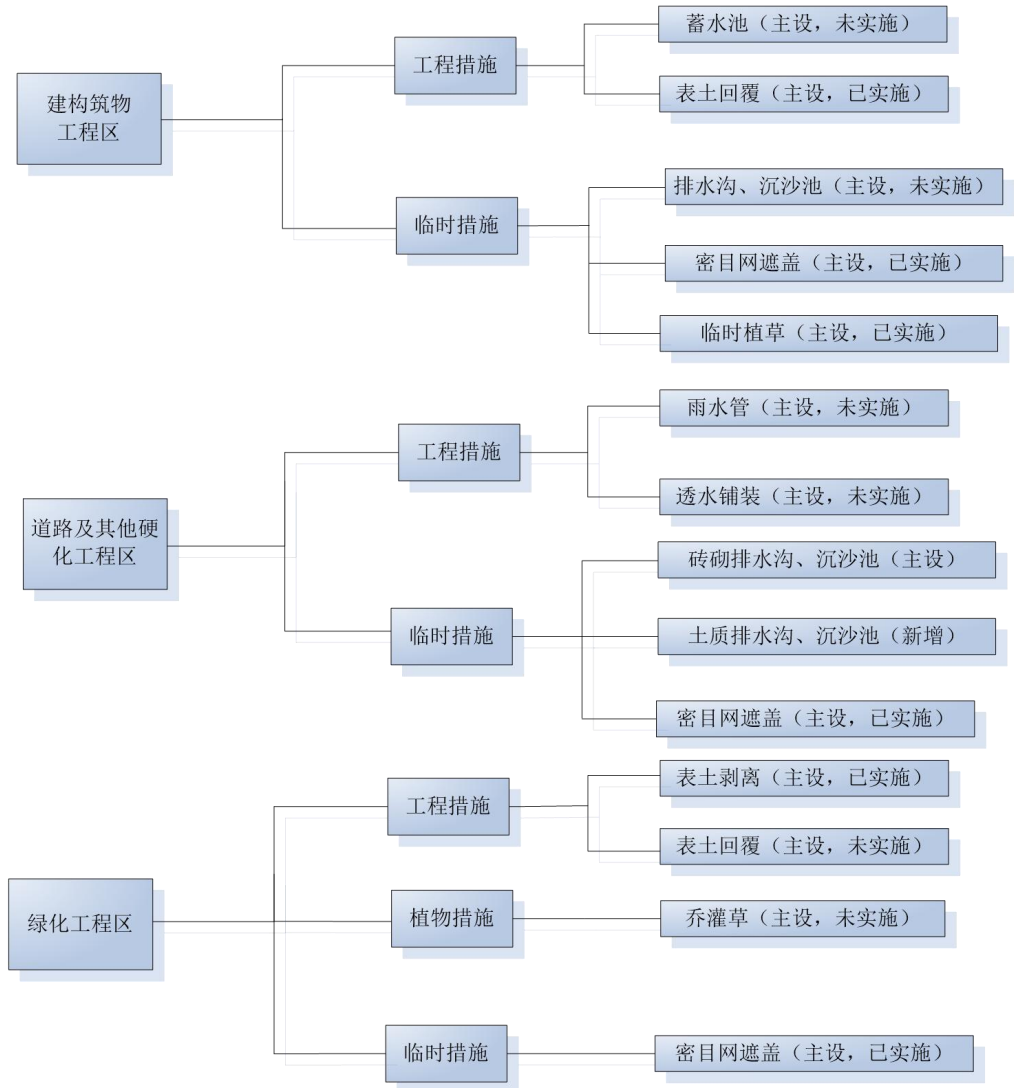 建构筑物
工程区
工程措施
蓄水池（主设，未实施）
表土回覆（主设，已实施）
临时措施
排水沟、沉沙池（主设，未实施）
密目网遮盖（主设，已实施）
临时植草（主设，已实施）
道路及其他硬
化工程区
工程措施
雨水管（主设，未实施）
透水铺装（主设，未实施）
临时措施
砖砌排水沟、沉沙池（主设）
土质排水沟、沉沙池（新增）
密目网遮盖（主设，已实施）
绿化工程区
工程措施
表土剥离（主设，已实施）
表土回覆（主设，未实施）
植物措施
乔灌草（主设，未实施）
临时措施
密目网遮盖（主设，已实施）